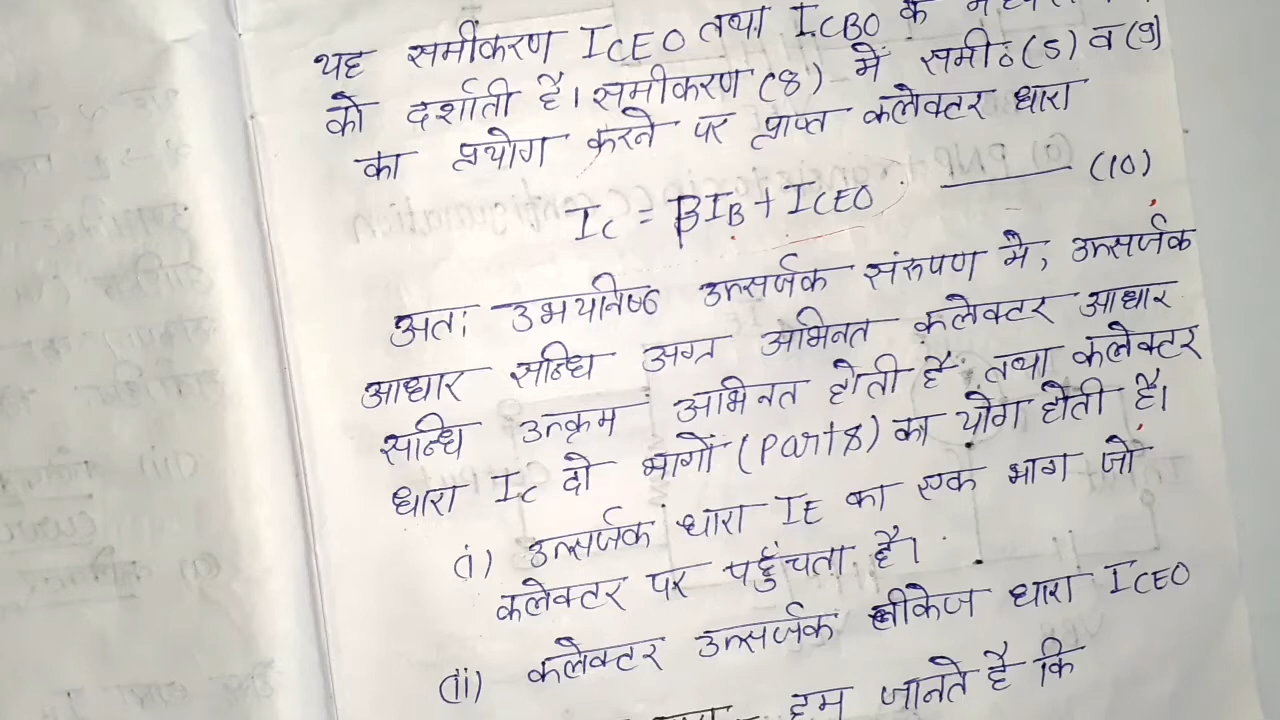 यह समीकरण ICEO तथा ICBO के
को दर्शाती है। समीकरण (8) में समी० (5) व (9)
का प्रयोग करने पर प्राप्त कलेक्टर धारा
IC = βIB + ICEO ——— (10)
अतः उभयनिष्ठ उत्सर्जक संरुपण मे, उत्सर्जक
आधार सन्धि अग्र अभिनत कलेक्टर आधार
सन्धि उत्क्रम अभिनत होती है तथा कलेक्टर
धारा IC दो भागों (Parts) का योग होती है।
(i) उत्सर्जक धारा IE का एक भाग जो
कलेक्टर पर पहुँचता है।
(ii) कलेक्टर उत्सर्जक लीकेज धारा ICEO
हम जानते है कि